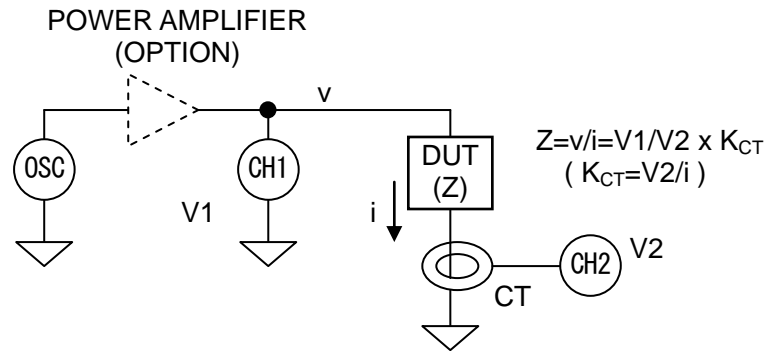 POWER AMPLIFIER
(OPTION)
v
OSC
CH1
DUT
(Z)
Z=v/i=V1/V2 x KCT
( KCT=V2/i )
V1
i
CH2
V2
CT